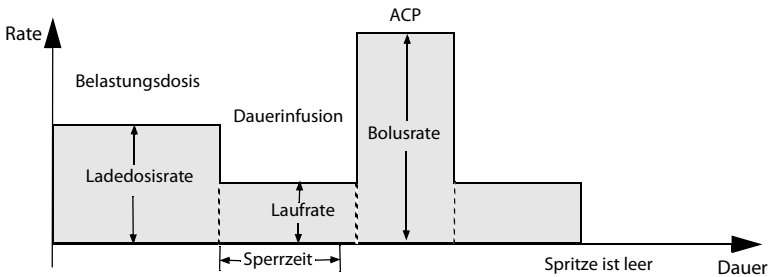 ACP
Rate
Belastungsdosis
Dauerinfusion
Bolusrate
Ladedosisrate
Laufrate
Sperrzeit
Spritze ist leer
Dauer